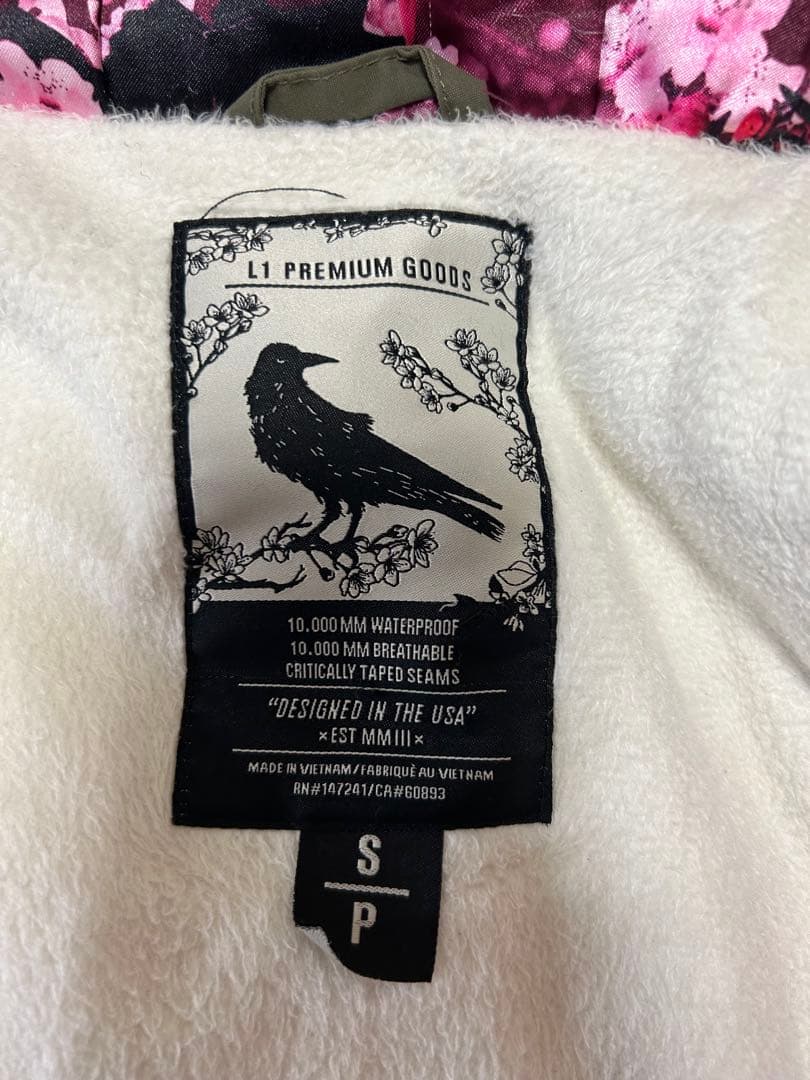 L1 PREMIUM GOODS
10.000 MM WATERPROOF
10.000 MM BREATHABLE
CRITICALLY TAPED SEAMS
"DESIGNED IN THE USA"
×EST MMIII×
MADE IN VIETNAM/FABRIQUÈ AU VIETNAM
RN#147241/CA#60893
S
P